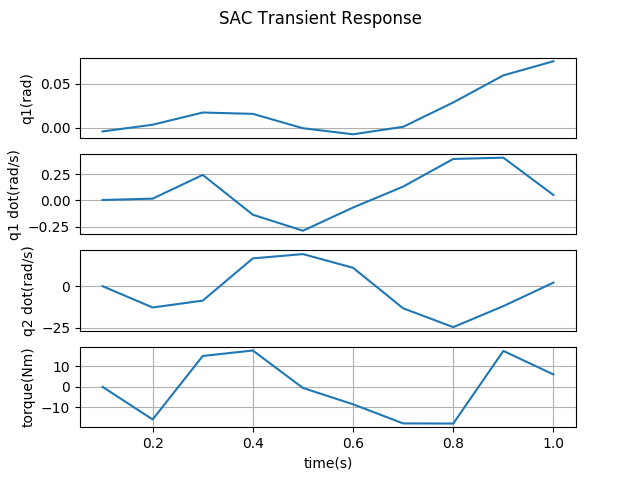 SAC Transient Response
q1(rad)
0.05
0.00
q1 dot(rad/s)
0.25
0.00
−0.25
q2 dot(rad/s)
0
−25
torque(Nm)
10
0
−10
0.2 0.4 0.6 0.8 1.0
time(s)